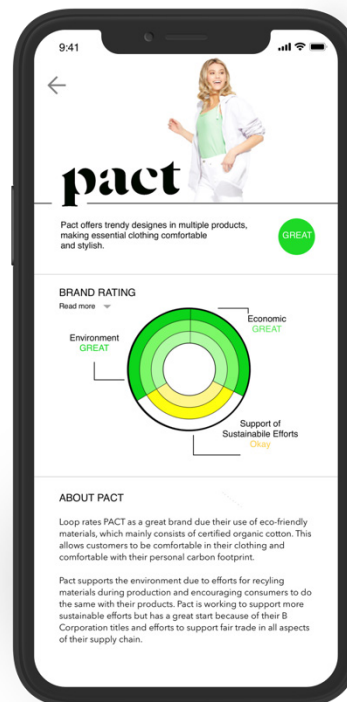 9:41
pact
Pact offers trendy designes in multiple products,
making essential clothing comfortable
and stylish.
GREAT
BRAND RATING
Read more
Economic
GREAT
Environment
GREAT
Support of
Sustainabile Efforts
Okay
ABOUT PACT
Loop rates PACT as a great brand due their use of eco-friendly
materials, which mainly consists of certified organic cotton. This
allows customers to be comfortable in their clothing and
comfortable with their personal carbon footprint.
Pact supports the environment due to efforts for recyling
materials during production and encouraging consumers to do
the same with their products. Pact is working to support more
sustainable efforts but has a great start because of their B
Corporation titles and efforts to support fair trade in all aspects
of their supply chain.